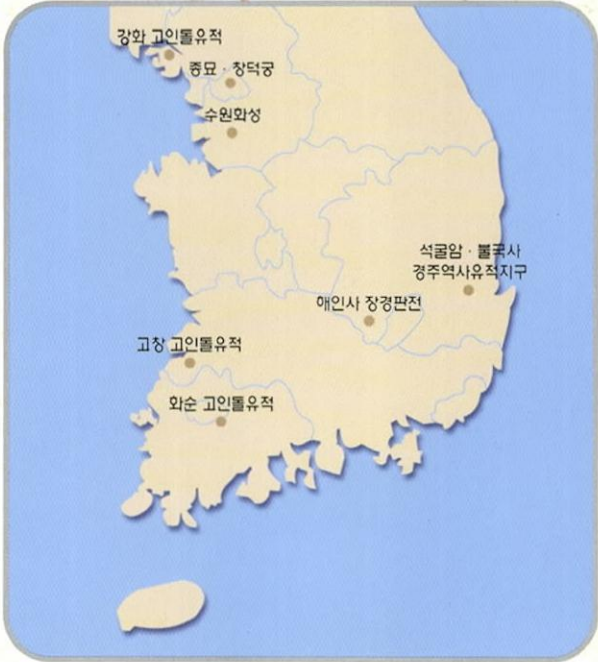 강화 고인돌유적
종묘 · 창덕궁
수원화성
석굴암 · 불국사
경주역사유적지구
해인사 장경판전
고창 고인돌유적
화순 고인돌유적